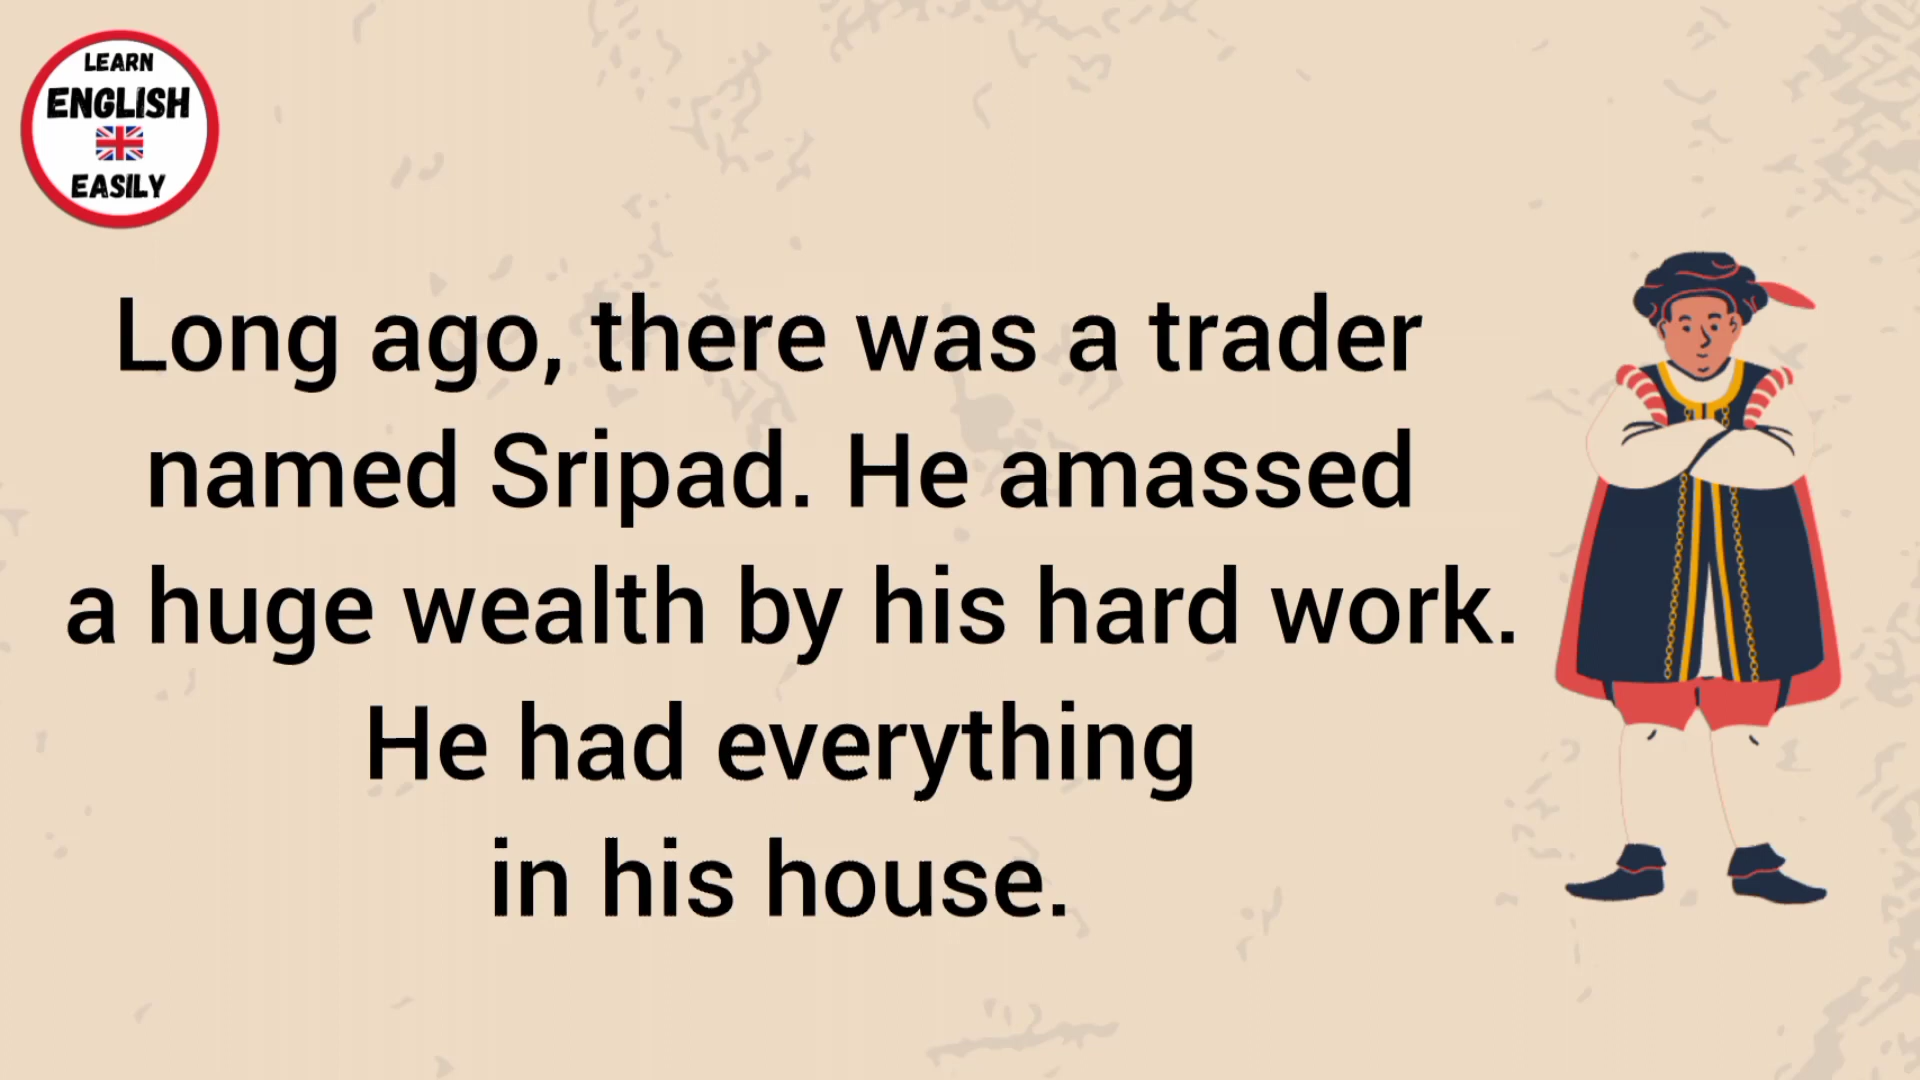 LEARN
ENGLISH
EASILY
Long ago, there was a trader
named Sripad. He amassed
a huge wealth by his hard work.
He had everything
in his house.